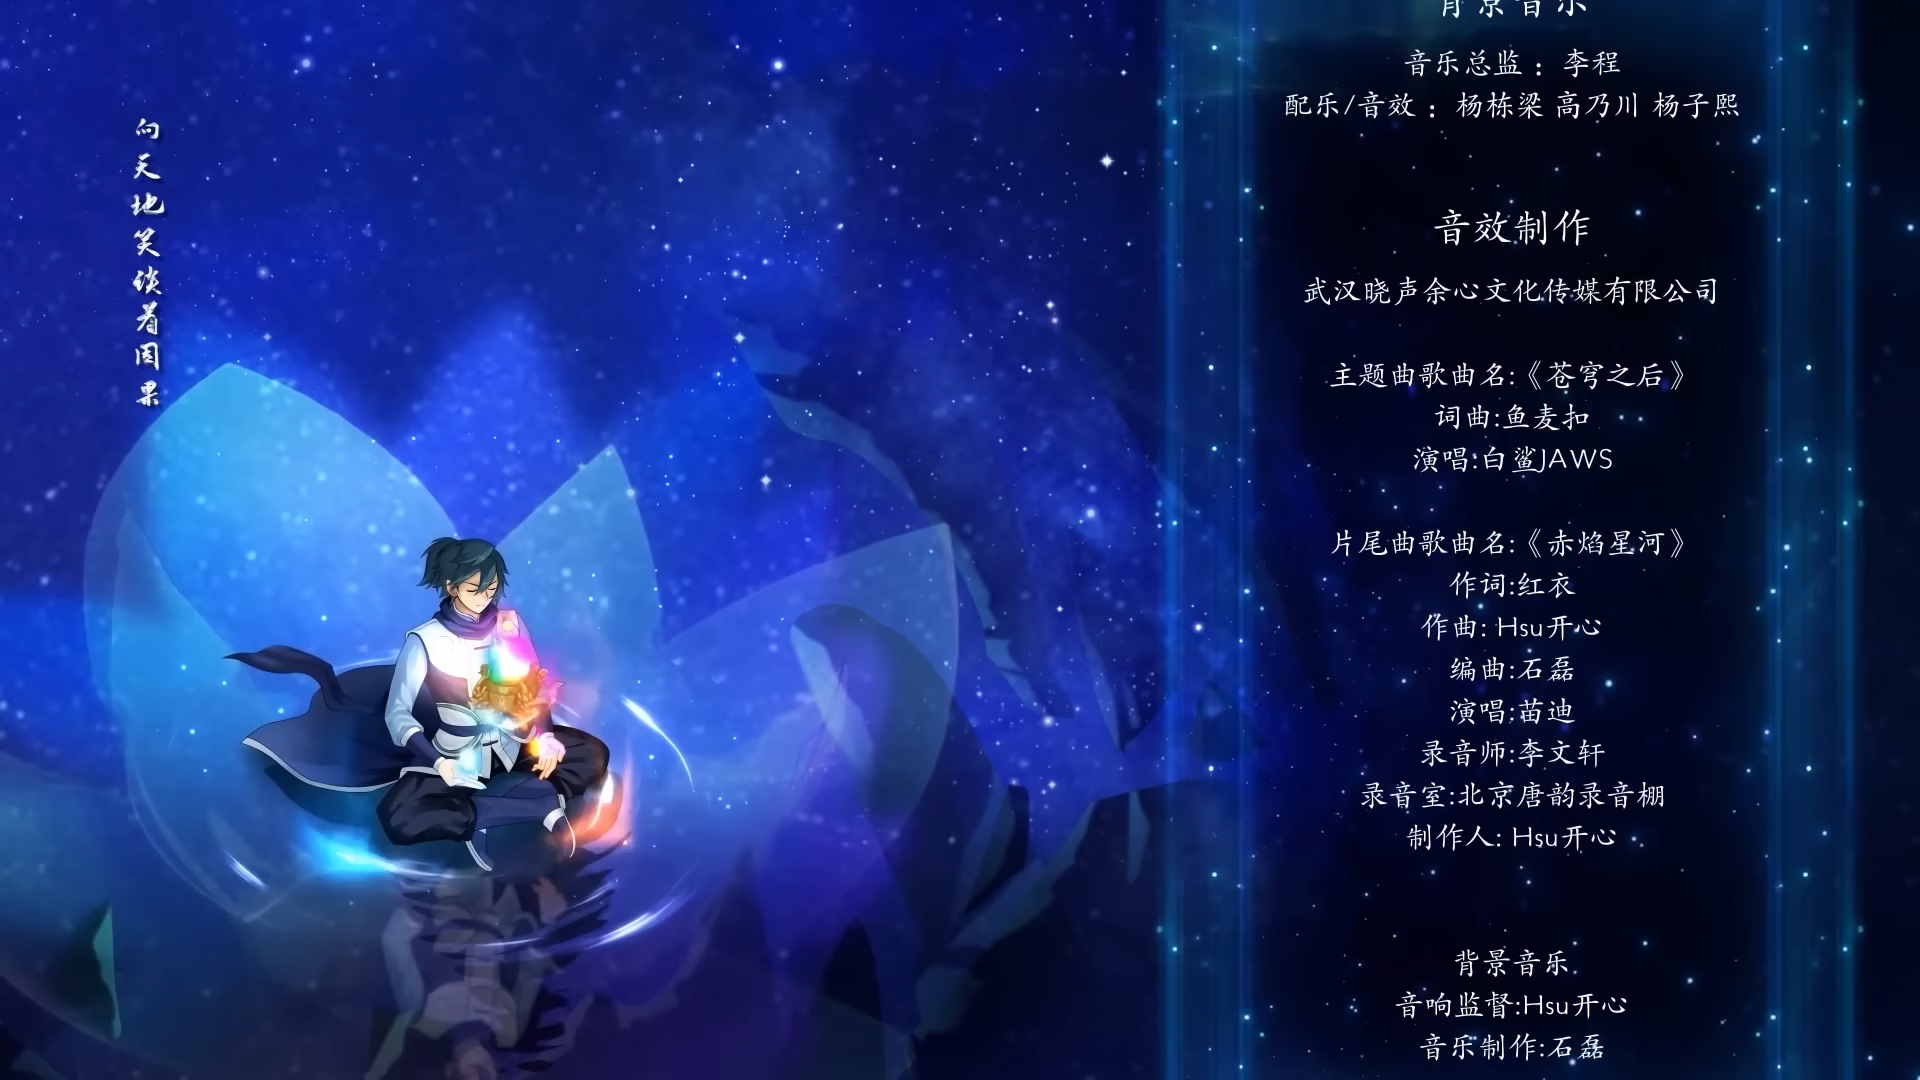 向天地笑谈着因果
背景音乐
音乐总监 ：李程
配乐/音效 ：杨栋梁 高乃川 杨子熙
音效制作
武汉晓声余心文化传媒有限公司
主题曲歌曲名:《苍穹之后》
词曲:鱼麦扣
演唱:白鲨JAWS
片尾曲歌曲名:《赤焰星河》
作词:红衣
作曲: Hsu开心
编曲:石磊
演唱:苗迪
录音师:李文轩
录音室:北京唐韵录音棚
制作人: Hsu开心
背景音乐
音响监督:Hsu开心
音乐制作:石磊